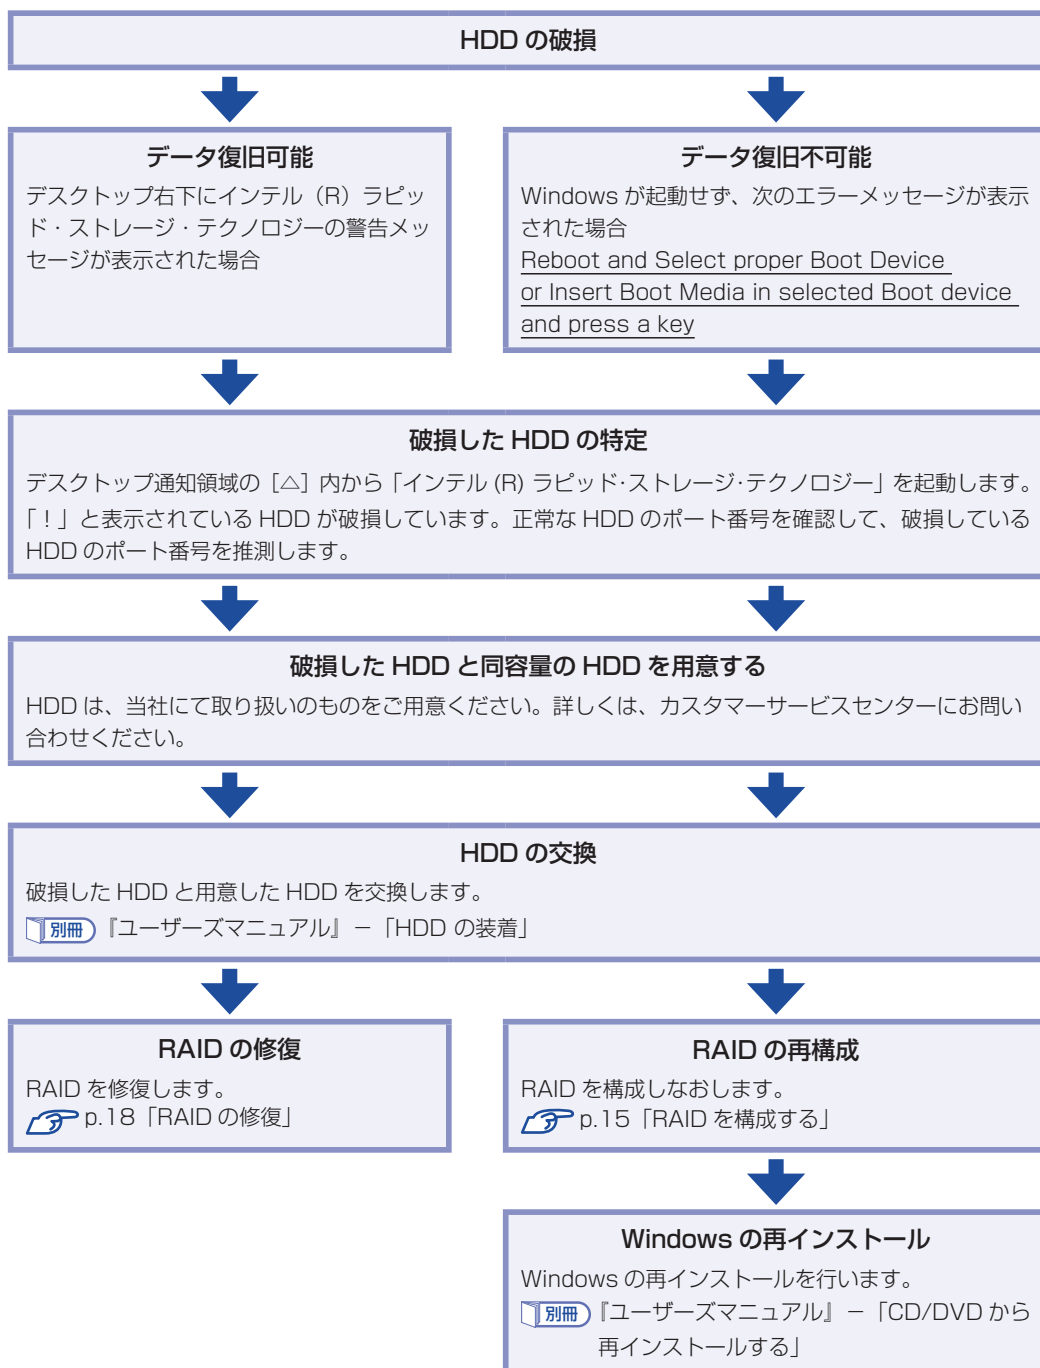 HDD の破損
データ復旧可能
デスクトップ右下にインテル（R）ラピッ
ド・ストレージ・テクノロジーの警告メッ
セージが表示された場合
データ復旧不可能
Windows が起動せず、次のエラーメッセージが表示
された場合
Reboot and Select proper Boot Device
or Insert Boot Media in selected Boot device
and press a key
破損した HDD の特定
デスクトップ通知領域の［△］内から「インテル (R) ラピッド・ストレージ・テクノロジー」を起動します。
「！」と表示されている HDD が破損しています。正常な HDD のポート番号を確認して、破損している
HDD のポート番号を推測します。
破損した HDD と同容量の HDD を用意する
HDD は、当社にて取り扱いのものをご用意ください。詳しくは、カスタマーサービスセンターにお問い
合わせください。
HDD の交換
破損した HDD と用意した HDD を交換します。
別冊 『ユーザーズマニュアル』－「HDD の装着」
RAID の修復
RAID を修復します。
p.18「RAID の修復」
RAID の再構成
RAID を構成しなおします。
p.15「RAID を構成する」
Windows の再インストール
Windows の再インストールを行います。
別冊 『ユーザーズマニュアル』－「CD/DVD から
再インストールする」